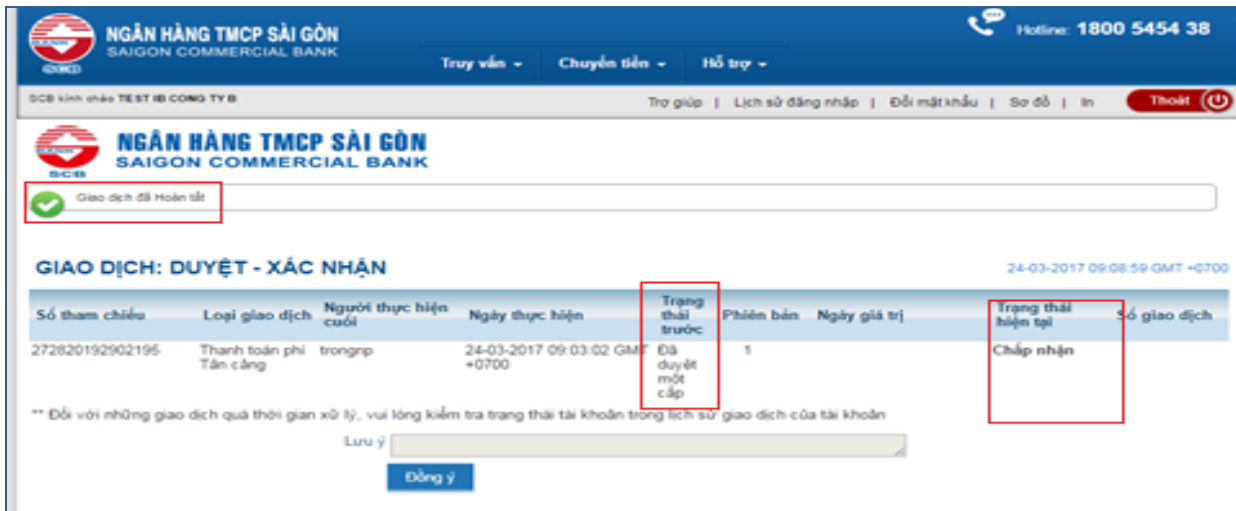 NGÂN HÀNG TMCP SÀI GÒN
SAIGON COMMERCIAL BANK
Hotline: 1800 5454 38
Truy vấn Chuyển tiền Hỗ trợ
SCB kính chào TEST IB CONG TY B
Trợ giúp | Lịch sử đăng nhập | Đổi mật khẩu | Sơ đồ | In Thoát
NGÂN HÀNG TMCP SÀI GÒN
SAIGON COMMERCIAL BANK
SCB
Giao dịch đã Hoàn tất
GIAO DỊCH: DUYỆT - XÁC NHẬN
24-03-2017 09:08:59 GMT +0700
Số tham chiếu Loại giao dịch Người thực hiện cuối Ngày thực hiện Trạng thái trước Phiên bản Ngày giá trị Trạng thái hiện tại Số giao dịch
272820192902195 Thanh toán phí Tân cảng trongnp 24-03-2017 09:03:02 GMT +0700 Đã duyệt một cấp 1 Chấp nhận
** Đối với những giao dịch quá thời gian xử lý, vui lòng kiểm tra trạng thái tài khoản trong lịch sử giao dịch của tài khoản
Lưu ý
Đồng ý